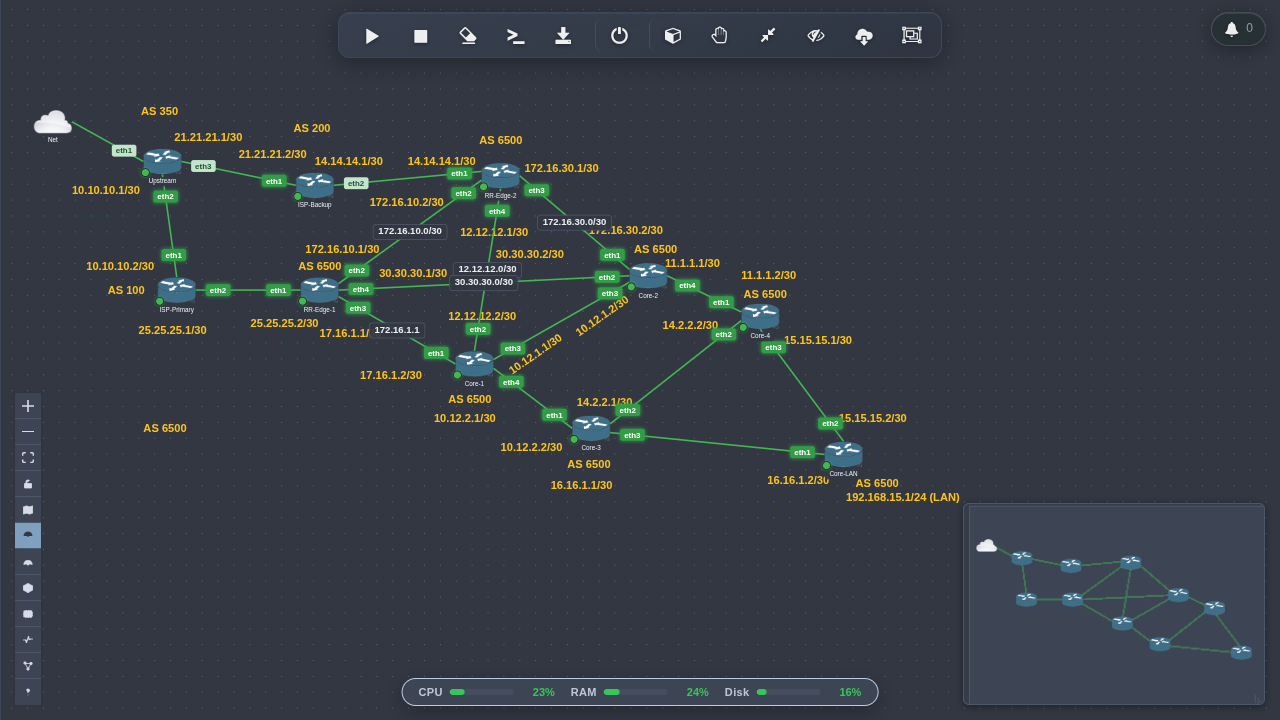 0
AS 350
Net
21.21.21.1/30
AS 200
eth1
21.21.21.2/30
AS 6500
eth3
14.14.14.1/30
14.14.14.1/30
172.16.30.1/30
eth1
Upstream
eth1
eth2
10.10.10.1/30
eth2
ISP-Backup
172.16.10.2/30
eth2
RR-Edge-2
eth3
eth4
172.16.10.0/30
12.12.12.1/30
172.16.30.0/30
172.16.30.2/30
172.16.10.1/30
30.30.30.2/30
AS 6500
eth1
eth1
10.10.10.2/30
AS 6500
eth2
30.30.30.1/30
12.12.12.0/30
30.30.30.0/30
11.1.1.1/30
11.1.1.2/30
AS 100
eth2
eth1
eth4
eth2
eth3
eth4
AS 6500
ISP-Primary
RR-Edge-1
eth3
Core-2
eth1
25.25.25.1/30
25.25.25.2/30
17.16.1.1/
172.16.1.1
12.12.12.2/30
eth2
10.12.1.2/30
14.2.2.2/30
eth2
Core-4
eth3
15.15.15.1/30
eth1
eth3
10.12.1.1/30
17.16.1.2/30
Core-1
eth4
AS 6500
14.2.2.1/30
eth2
10.12.2.1/30
eth1
15.15.15.2/30
eth2
AS 6500
eth3
10.12.2.2/30
Core-3
eth1
AS 6500
Core-LAN
16.16.1.1/30
16.16.1.2/30
AS 6500
192.168.15.1/24 (LAN)
CPU 23% RAM 24% Disk 16%